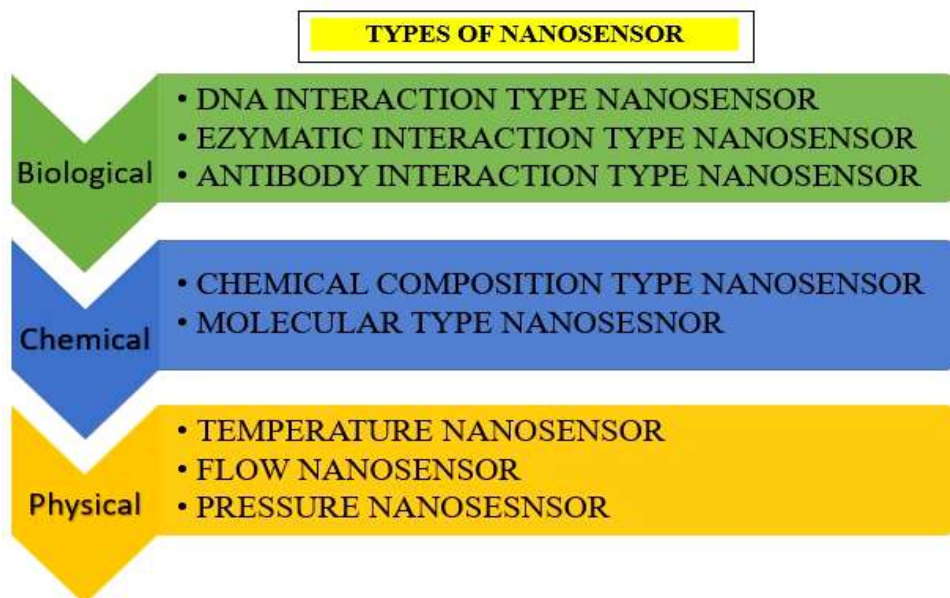 TYPES OF NANOSENSOR
Biological
• DNA INTERACTION TYPE NANOSENSOR
• EZYMATIC INTERACTION TYPE NANOSENSOR
• ANTIBODY INTERACTION TYPE NANOSENSOR
Chemical
• CHEMICAL COMPOSITION TYPE NANOSENSOR
• MOLECULAR TYPE NANOSESNOR
Physical
• TEMPERATURE NANOSENSOR
• FLOW NANOSENSOR
• PRESSURE NANOSESNSOR